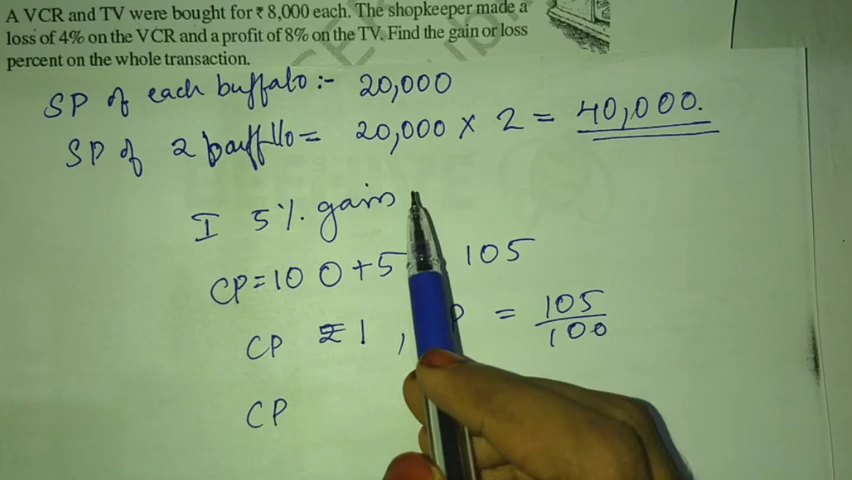 A VCR and TV were bought for ₹ 8,000 each. The shopkeeper made a
loss of 4% on the VCR and a profit of 8% on the TV. Find the gain or loss
percent on the whole transaction.
SP of each buffalo :- 20,000
SP of 2 = 20,000 × 2 = 40,000.
I 5% gain
CP = 100 + 5 105
CP ₹ 1, P = 105/100
CP